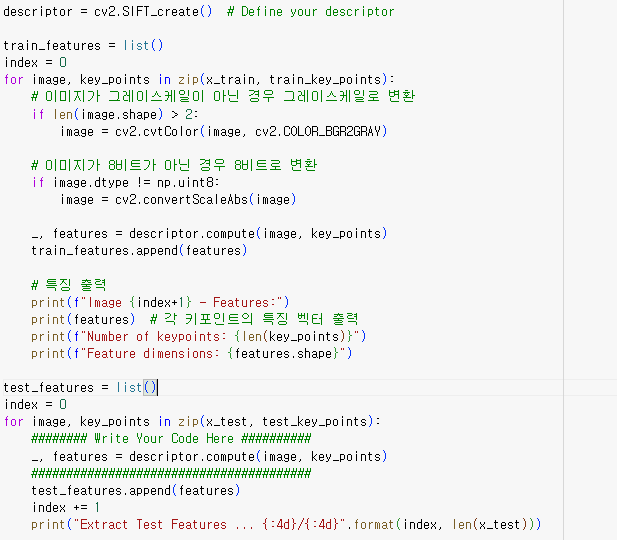 descriptor = cv2.SIFT_create()  # Define your descriptor
train_features = list()
index = 0
for image, key_points in zip(x_train, train_key_points):
    # 이미지가 그레이스케일이 아닌 경우 그레이스케일로 변환
    if len(image.shape) > 2:
        image = cv2.cvtColor(image, cv2.COLOR_BGR2GRAY)
    # 이미지가 8비트가 아닌 경우 8비트로 변환
    if image.dtype != np.uint8:
        image = cv2.convertScaleAbs(image)
    _, features = descriptor.compute(image, key_points)
    train_features.append(features)
    # 특징 출력
    print(f"Image {index+1} - Features:")
    print(features)  # 각 키포인트의 특징 벡터 출력
    print(f"Number of keypoints: {len(key_points)}")
    print(f"Feature dimensions: {features.shape}")
test_features = list()
index = 0
for image, key_points in zip(x_test, test_key_points):
    ######## Write Your Code Here ##########
    _, features = descriptor.compute(image, key_points)
    ########################################
    test_features.append(features)
    index += 1
    print("Extract Test Features ... {:4d}/{:4d}".format(index, len(x_test)))